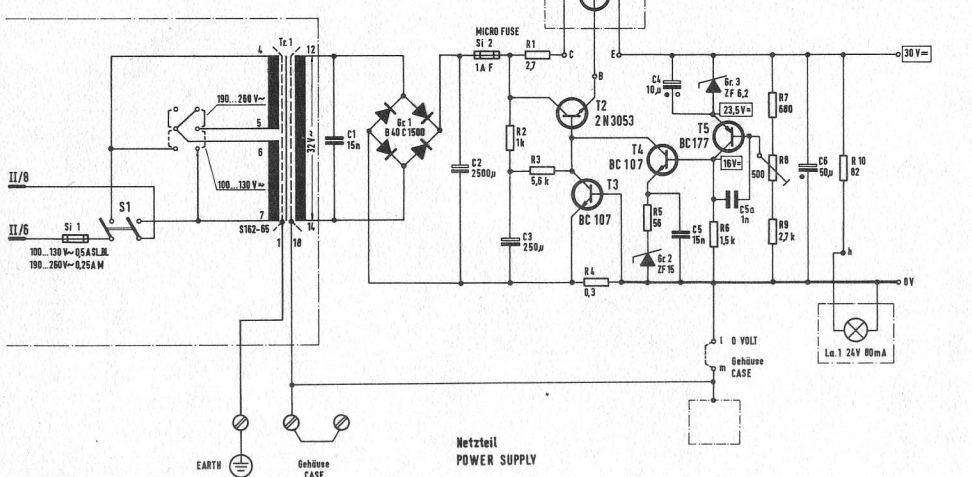 MICRO FUSE
Si 2
1 A F
R1
2,7
C
E
B
30 V=
Tr.1
4
12
190...260 V~
5
6
100...130 V~
7
S162-65
14
1
18
32 V~
C1
15n
Gr.1
B 40 C 1500
C2
2500µ
R2
1k
R3
5,6 k
C3
250µ
T2
2 N 3053
T3
BC 107
R4
0,3
T4
BC 107
R5
56
C5
15n
Gr. 2
ZF 15
C4
10µ
Gr. 3
ZF 6,2
23,5V=
T5
BC 177
16V=
C5a
1n
R6
1,5 k
R7
680
R8
500
R9
2,7 k
C6
50µ
R 10
82
h
0V
La.1 24V 80mA
II/8
II/6
S1
Si 1
100...130 V~ 0,5A SL.BL.
190...260V~ 0,25A M
l 0 VOLT
Gehäuse
CASE
m
EARTH
Gehäuse
CASE
Netzteil
POWER SUPPLY